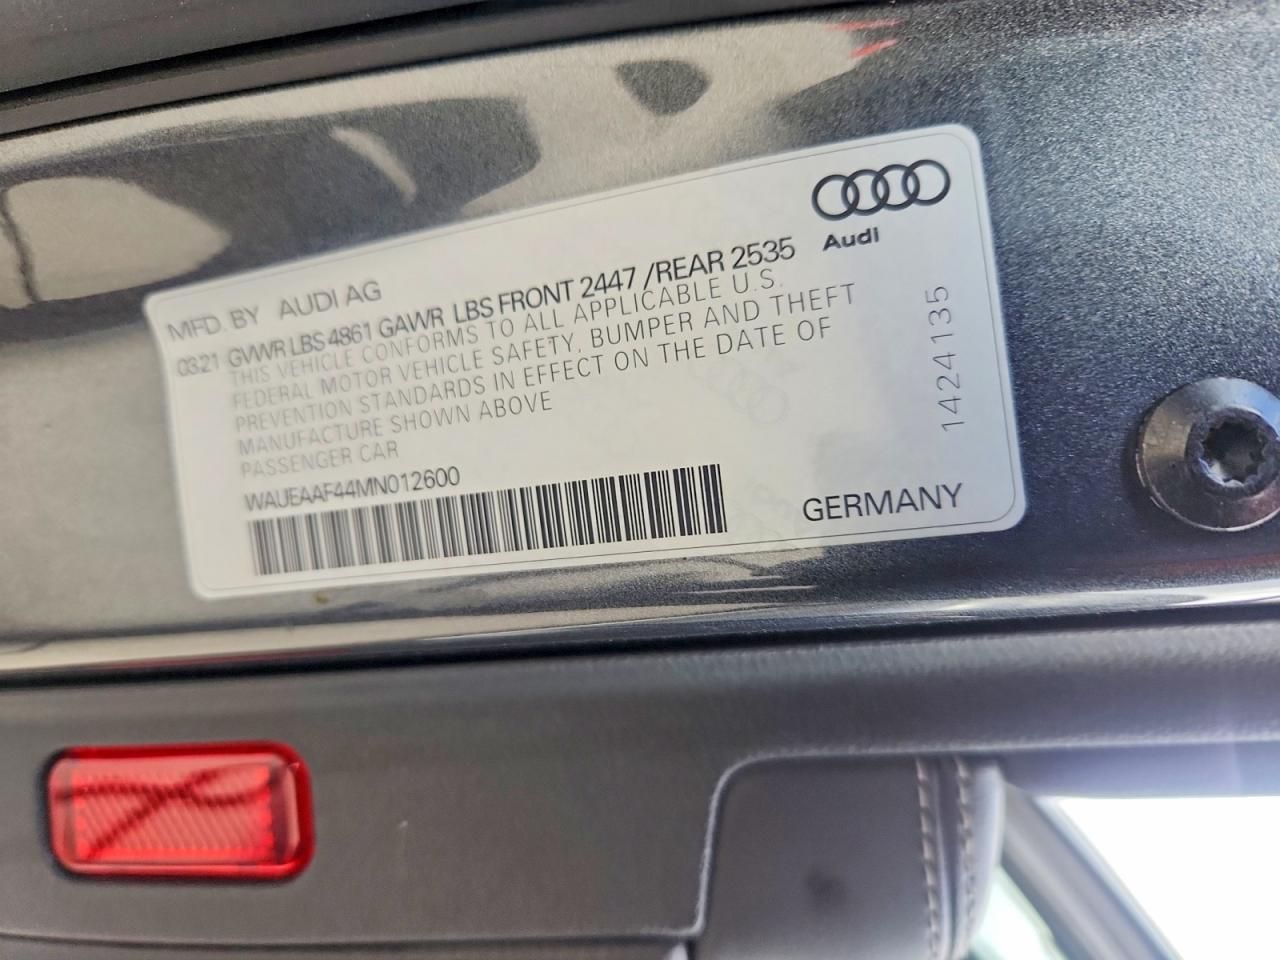 Audi
MFD. BY AUDI AG
03.21 GVWR LBS 4861 GAWR LBS FRONT 2447 /REAR 2535
THIS VEHICLE CONFORMS TO ALL APPLICABLE U.S.
FEDERAL MOTOR VEHICLE SAFETY, BUMPER AND THEFT
PREVENTION STANDARDS IN EFFECT ON THE DATE OF
MANUFACTURE SHOWN ABOVE
PASSENGER CAR
WAUEAAF44MN012600
GERMANY
1424135